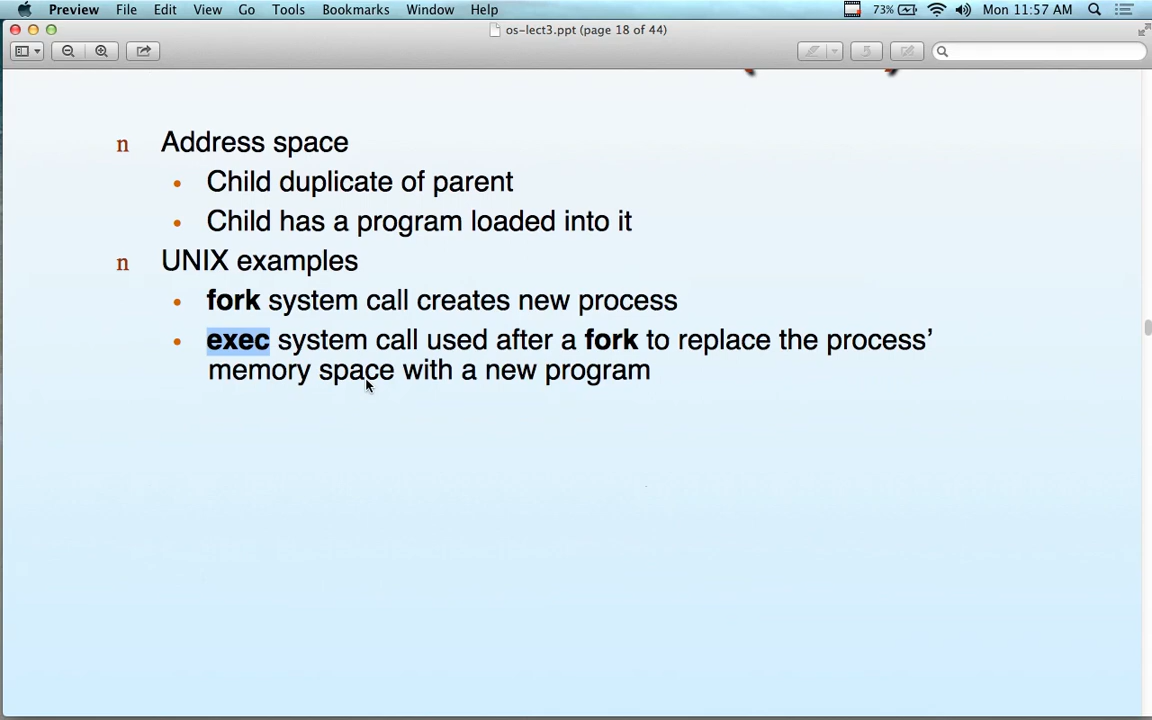 Preview File Edit View Go Tools Bookmarks Window Help 73% Mon 11:57 AM
os-lect3.ppt (page 18 of 44)
n Address space
• Child duplicate of parent
• Child has a program loaded into it
n UNIX examples
• fork system call creates new process
• exec system call used after a fork to replace the process’
memory space with a new program